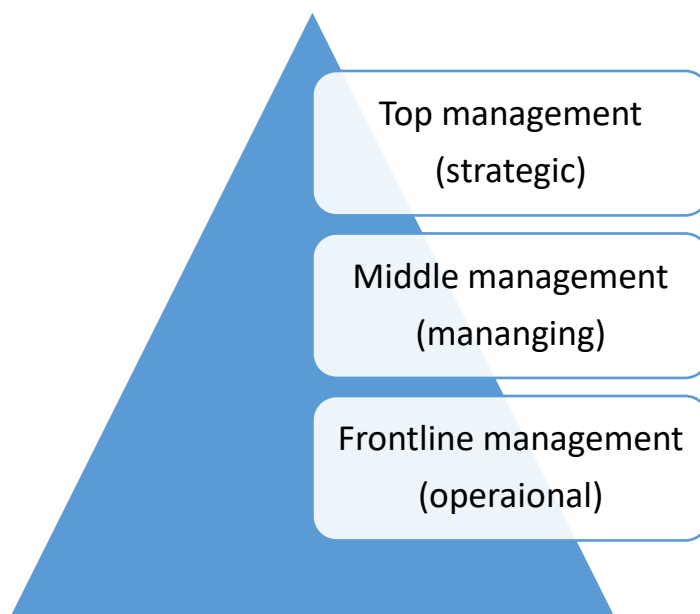 Top management
(strategic)
Middle management
(mananging)
Frontline management
(operaional)